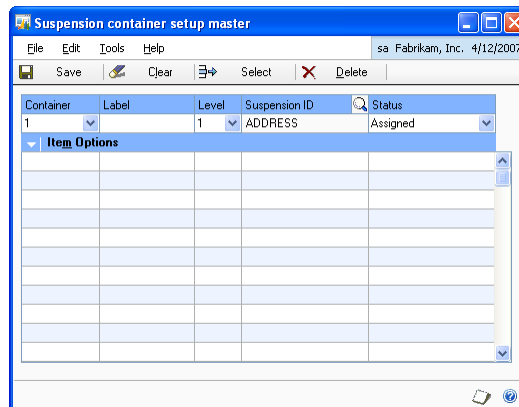 Suspension container setup master
File Edit Tools Help sa Fabrikam, Inc. 4/12/2007
Save Clear Select Delete
Container Label Level Suspension ID Status
1 1 ADDRESS Assigned
Item Options